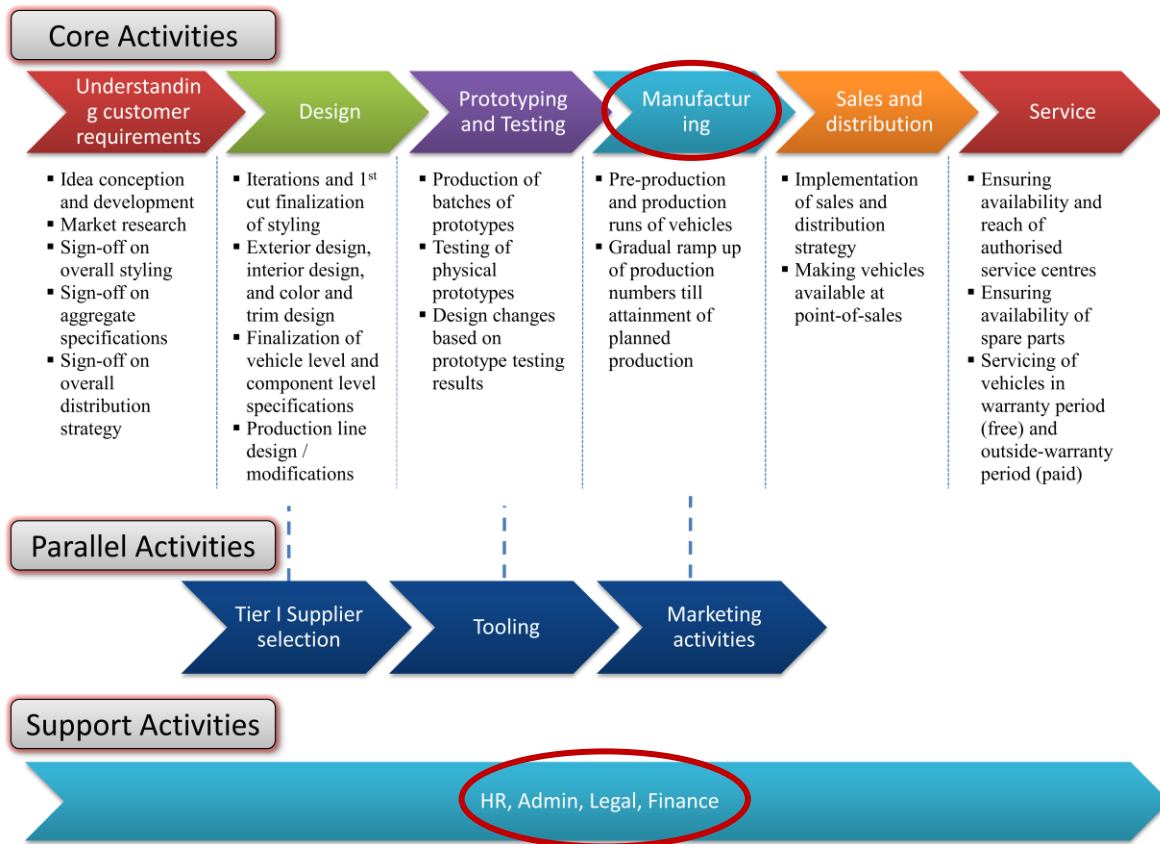 Core Activities
Understandin
g customer
requirements
Design
Prototyping
and Testing
Manufactur
ing
Sales and
distribution
Service
▪ Idea conception
and development
▪ Market research
▪ Sign-off on
overall styling
▪ Sign-off on
aggregate
specifications
▪ Sign-off on
overall
distribution
strategy
▪ Iterations and 1st
cut finalization
of styling
▪ Exterior design,
interior design,
and color and
trim design
▪ Finalization of
vehicle level and
component level
specifications
▪ Production line
design /
modifications
▪ Production of
batches of
prototypes
▪ Testing of
physical
prototypes
▪ Design changes
based on
prototype testing
results
▪ Pre-production
and production
runs of vehicles
▪ Gradual ramp up
of production
numbers till
attainment of
planned
production
▪ Implementation
of sales and
distribution
strategy
▪ Making vehicles
available at
point-of-sales
▪ Ensuring
availability and
reach of
authorised
service centres
▪ Ensuring
availability of
spare parts
▪ Servicing of
vehicles in
warranty period
(free) and
outside-warranty
period (paid)
Parallel Activities
Tier I Supplier
selection
Tooling
Marketing
activities
Support Activities
HR, Admin, Legal, Finance